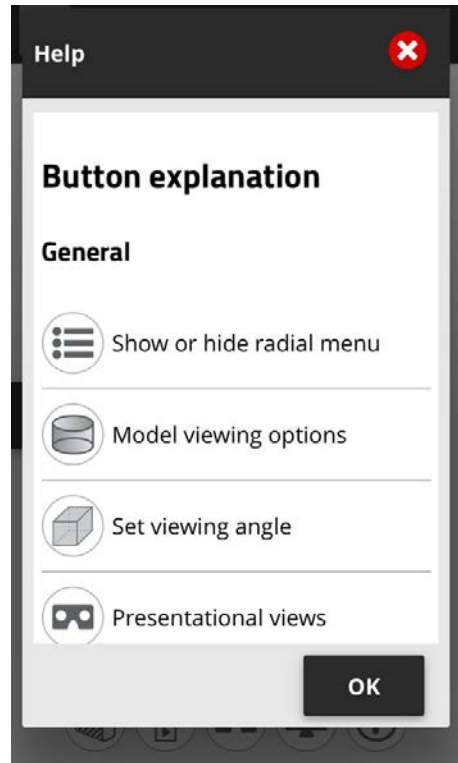 Help
Button explanation
General
Show or hide radial menu
Model viewing options
Set viewing angle
Presentational views
OK